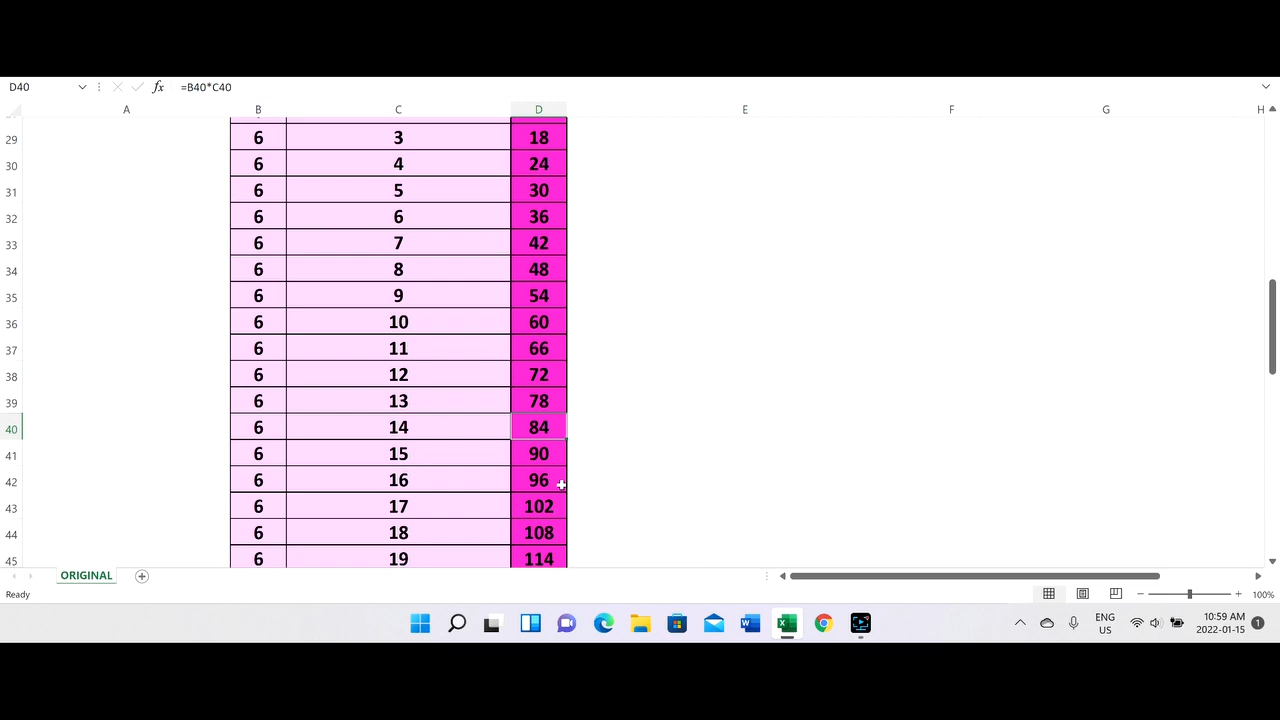 D40 fx =B40*C40
A B C D E F G H
29 6 3 18
30 6 4 24
31 6 5 30
32 6 6 36
33 6 7 42
34 6 8 48
35 6 9 54
36 6 10 60
37 6 11 66
38 6 12 72
39 6 13 78
40 6 14 84
41 6 15 90
42 6 16 96
43 6 17 102
44 6 18 108
45 6 19 114
ORIGINAL
Ready 100%
ENG 10:59 AM 1
US 2022-01-15